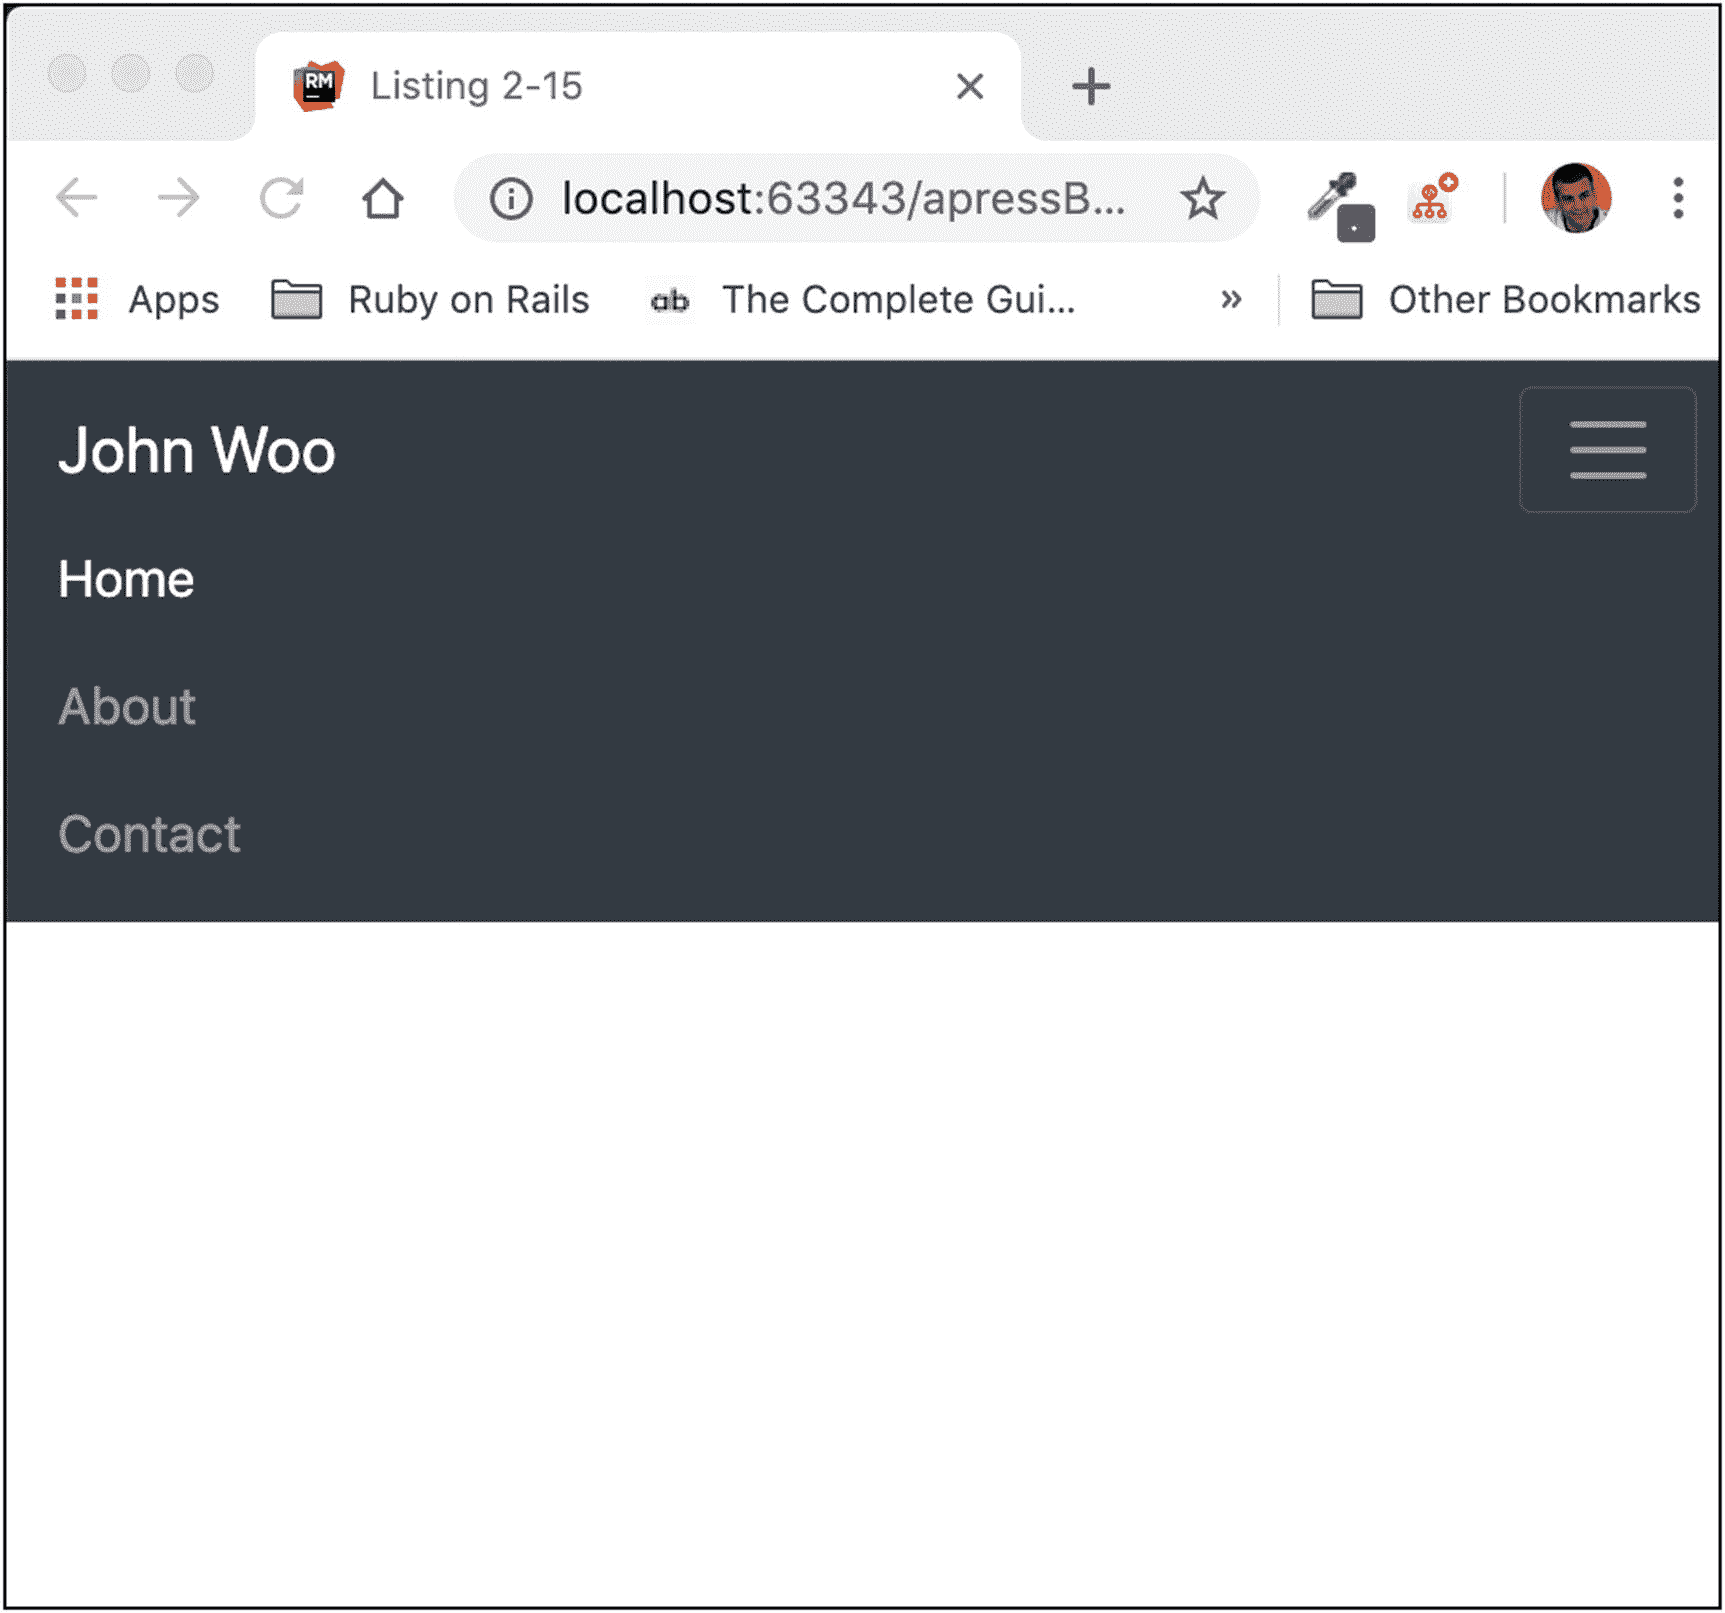 RM
Listing 2-15
localhost:63343/apressB...
Apps
Ruby on Rails
ab
The Complete Gui...
»
Other Bookmarks
John Woo
Home
About
Contact